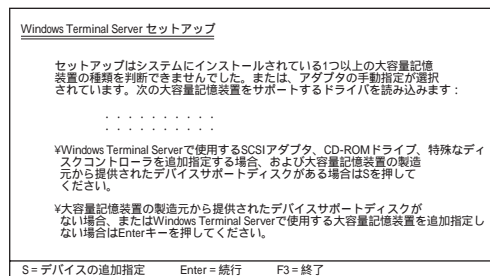 Windows Terminal Server セットアップ
セットアップはシステムにインストールされている1つ以上の大容量記憶
装置の種類を判断できませんでした。または、アダプタの手動指定が選択
されています。次の大容量記憶装置をサポートするドライバを読み込みます：
. . . . . . . . . .
. . . . . . . . . .
¥Windows Terminal Serverで使用するSCSIアダプタ、CD-ROMドライブ、特殊なディ
スクコントローラを追加指定する場合、および大容量記憶装置の製造
元から提供されたデバイスサポートディスクがある場合はSを押して
ください。
¥大容量記憶装置の製造元から提供されたデバイスサポートディスクが
ない場合、またはWindows Terminal Serverで使用する大容量記憶装置を追加指定し
ない場合はEnterキーを押してください。
S = デバイスの追加指定 Enter = 続行 F3 = 終了